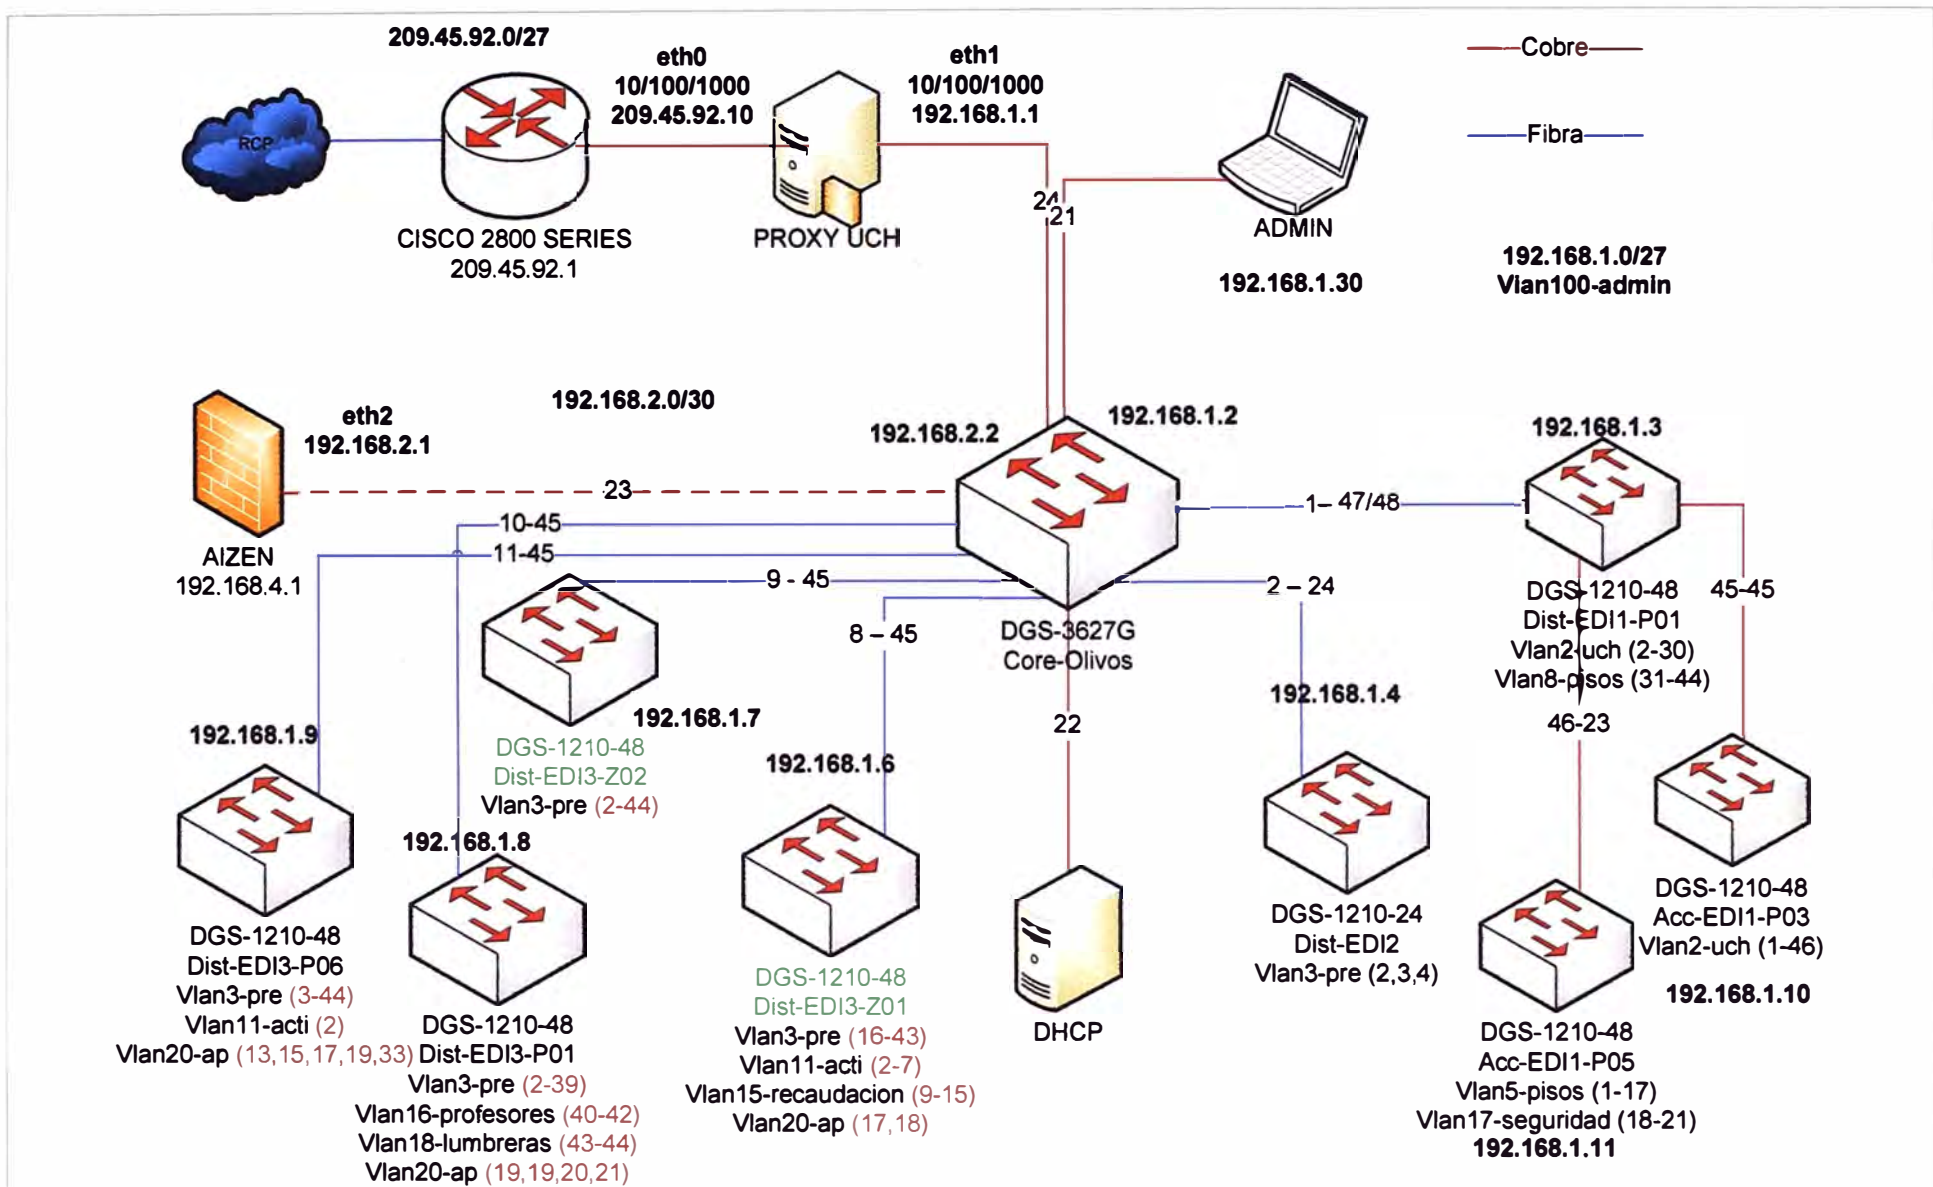 209.45.92.0/27
eth0
10/100/1000
209.45.92.10
eth1
10/100/1000
192.168.1.1
Cobre
Fibra
RCP
CISCO 2800 SERIES
209.45.92.1
PROXY UCH
24
21
ADMIN
192.168.1.30
192.168.1.0/27
Vlan100-admin
eth2
192.168.2.1
192.168.2.0/30
192.168.2.2
192.168.1.2
192.168.1.3
AIZEN
192.168.4.1
23
10-45
11-45
9 - 45
8 – 45
1– 47/48
2 – 24
45-45
46-23
22
DGS-3627G
Core-Olivos
DGS-1210-48
Dist-EDI1-P01
Vlan2-uch (2-30)
Vlan8-pisos (31-44)
192.168.1.9
192.168.1.7
DGS-1210-48
Dist-EDI3-Z02
Vlan3-pre (2-44)
192.168.1.8
192.168.1.6
192.168.1.4
DGS-1210-48
Dist-EDI3-P06
Vlan3-pre (3-44)
Vlan11-acti (2)
Vlan20-ap (13,15,17,19,33)
DGS-1210-48
Dist-EDI3-P01
Vlan3-pre (2-39)
Vlan16-profesores (40-42)
Vlan18-lumbreras (43-44)
Vlan20-ap (19,19,20,21)
DGS-1210-48
Dist-EDI3-Z01
Vlan3-pre (16-43)
Vlan11-acti (2-7)
Vlan15-recaudacion (9-15)
Vlan20-ap (17,18)
DHCP
DGS-1210-24
Dist-EDI2
Vlan3-pre (2,3,4)
DGS-1210-48
Acc-EDI1-P03
Vlan2-uch (1-46)
192.168.1.10
DGS-1210-48
Acc-EDI1-P05
Vlan5-pisos (1-17)
Vlan17-seguridad (18-21)
192.168.1.11